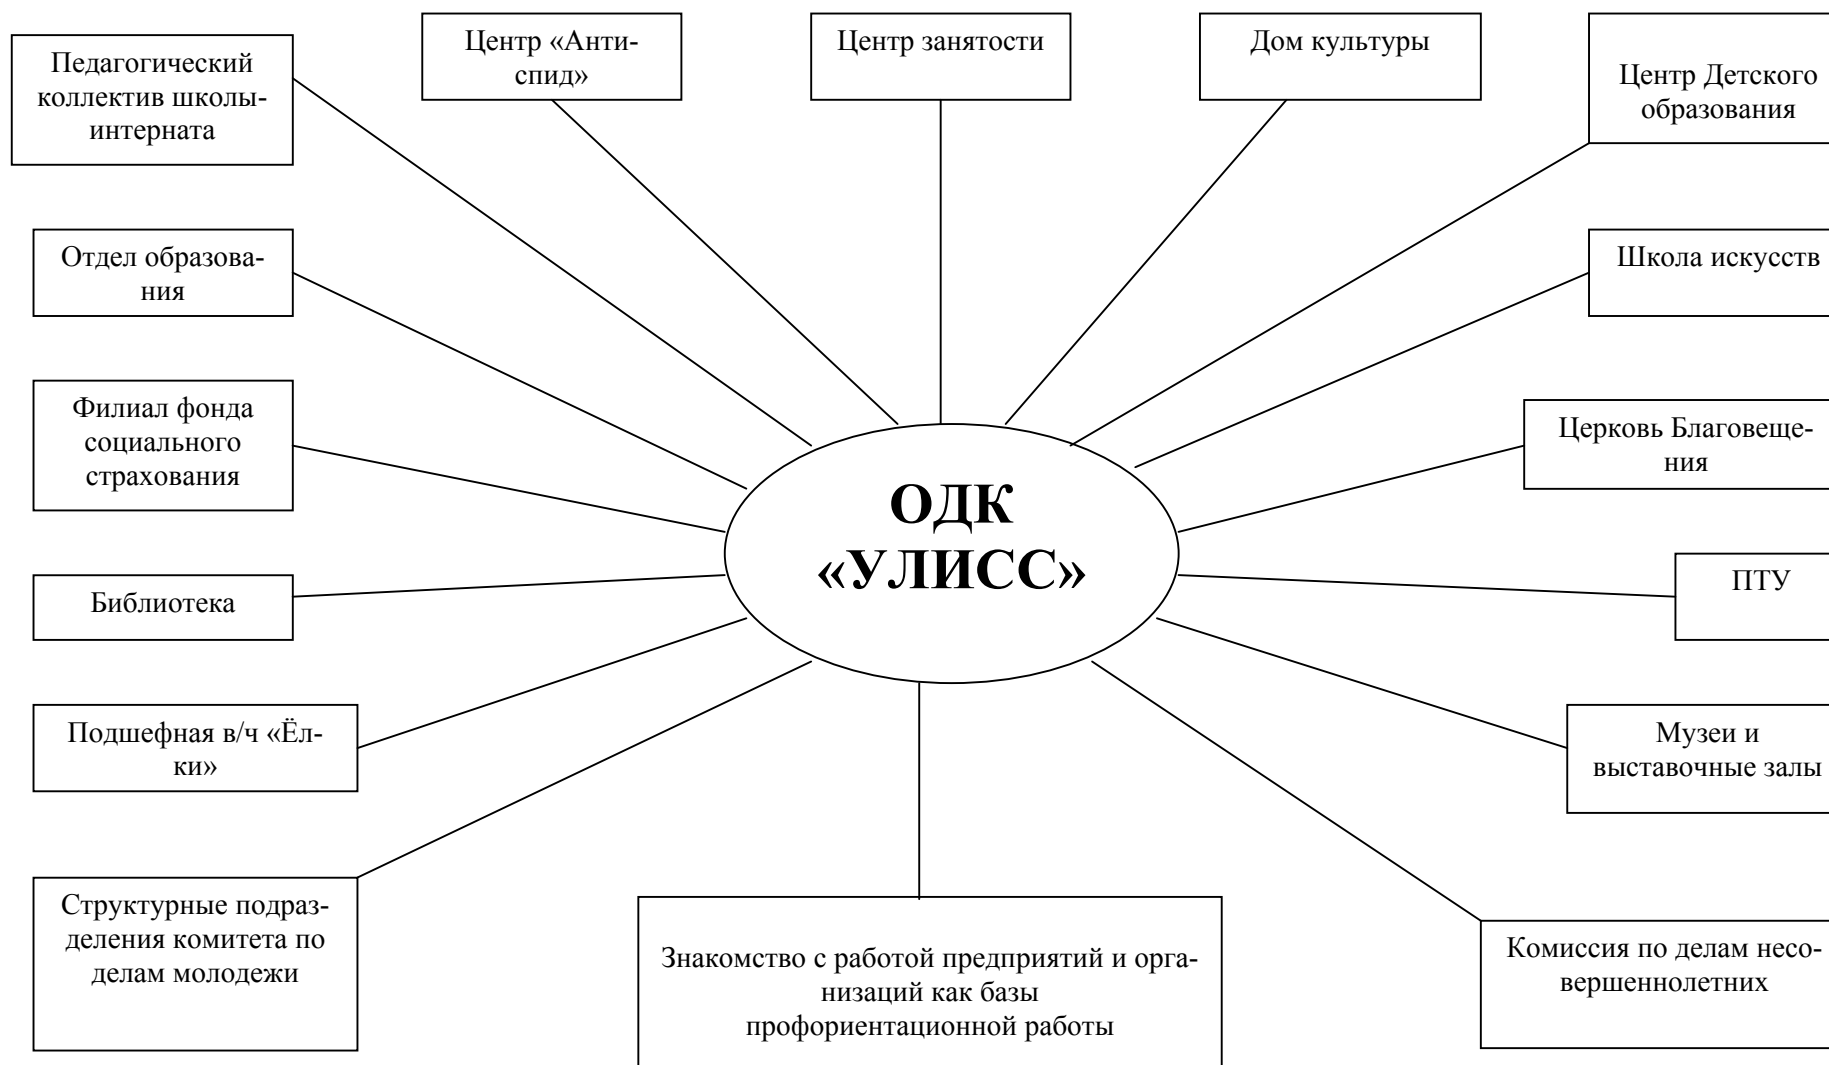 Педагогический
коллектив школы-
интерната
Центр «Анти-
спид»
Центр занятости
Дом культуры
Центр Детского
образования
Отдел образова-
ния
Школа искусств
Филиал фонда
социального
страхования
Церковь Благовеще-
ния
ОДК
«УЛИСС»
Библиотека
ПТУ
Подшефная в/ч «Ёл-
ки»
Музеи и
выставочные залы
Структурные подраз-
деления комитета по
делам молодежи
Знакомство с работой предприятий и орга-
низаций как базы
профориентационной работы
Комиссия по делам несо-
вершеннолетних